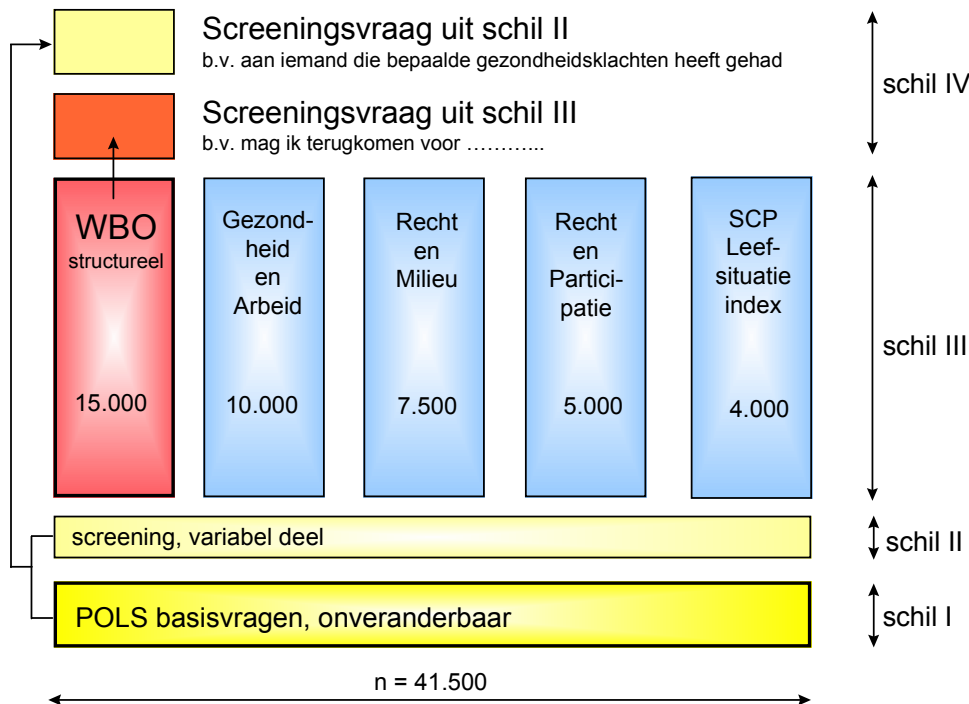 Screeningsvraag uit schil II
b.v. aan iemand die bepaalde gezondheidsklachten heeft gehad
schil IV
Screeningsvraag uit schil III
b.v. mag ik terugkomen voor ………...
WBO
structureel
15.000
Gezond-
heid
en
Arbeid
10.000
Recht
en
Milieu
7.500
Recht
en
Partici-
patie
5.000
SCP
Leef-
situatie
index
4.000
schil III
screening, variabel deel
schil II
POLS basisvragen, onveranderbaar
schil I
n = 41.500